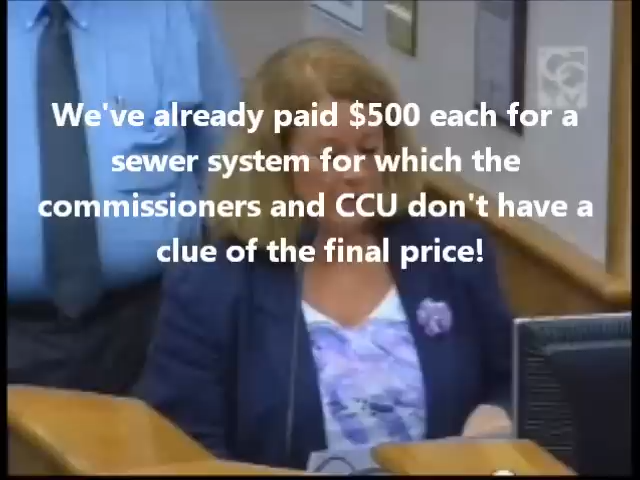 We've already paid $500 each for a
sewer system for which the
commissioners and CCU don't have a
clue of the final price!